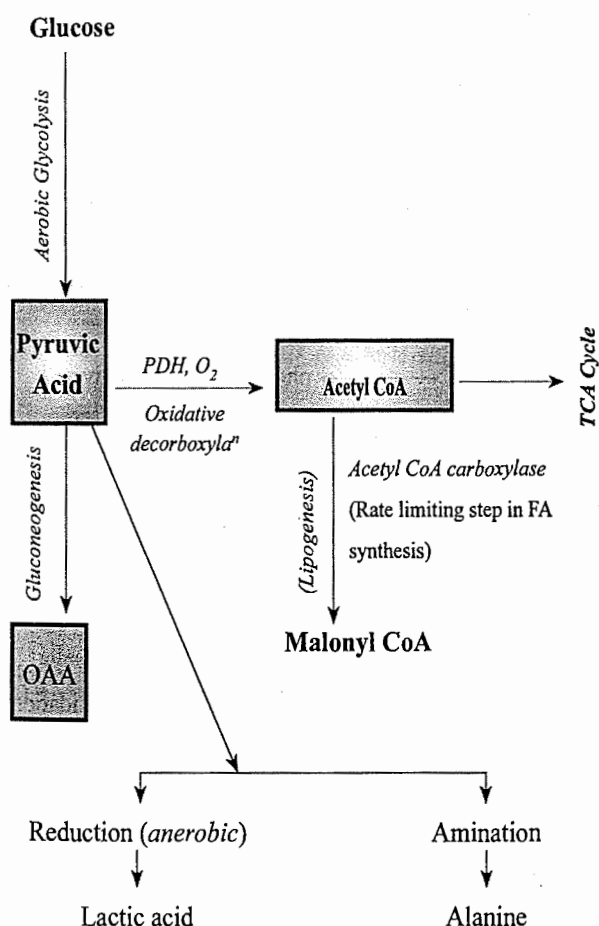 Glucose
Aerobic Glycolysis
Pyruvic
Acid
PDH, O₂
Oxidative
decorboxylaⁿ
Acetyl CoA
TCA Cycle
Gluconeogenesis
(Lipogenesis)
Acetyl CoA carboxylase
(Rate limiting step in FA
synthesis)
OAA
Malonyl CoA
Reduction (anerobic)
Amination
Lactic acid
Alanine